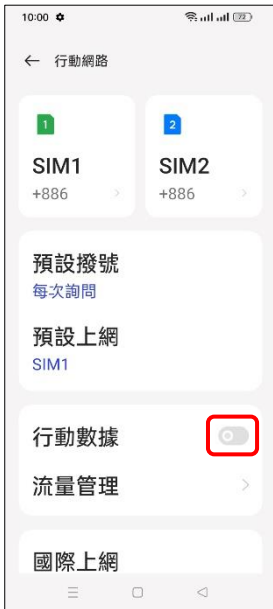 10:00
72
← 行動網路
1
2
SIM1
SIM2
+886
+886
預設撥號
每次詢問
預設上網
SIM1
行動數據
流量管理
國際上網